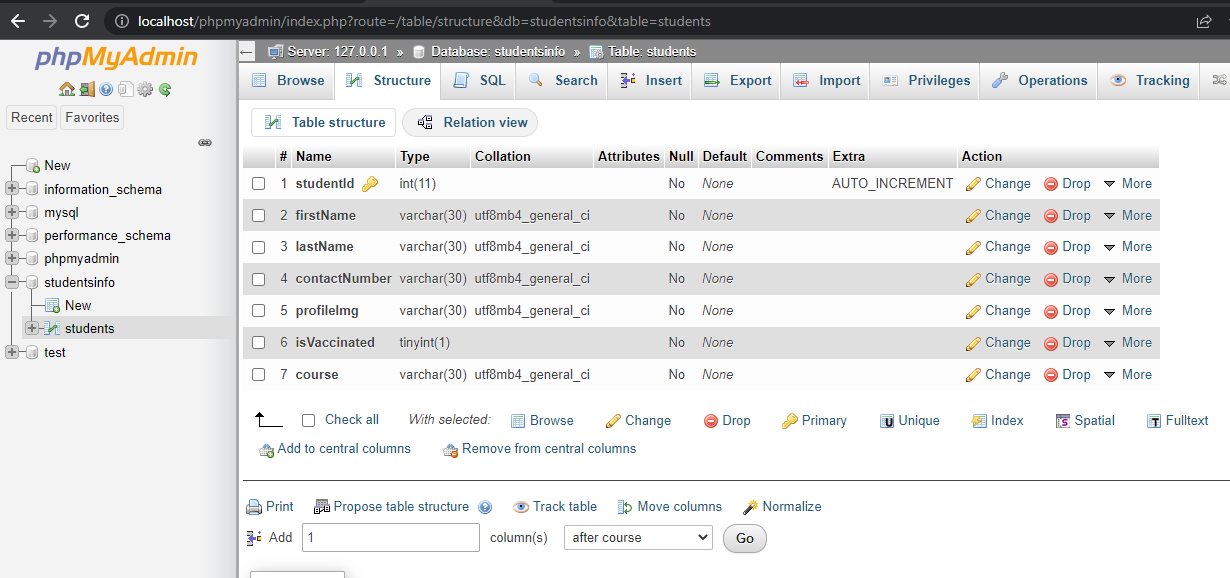 localhost/phpmyadmin/index.php?route=/table/structure&db=studentsinfo&table=students
phpMyAdmin
Recent Favorites
New
information_schema
mysql
performance_schema
phpmyadmin
studentsinfo
New
students
test
Server: 127.0.0.1 » Database: studentsinfo » Table: students
Browse Structure SQL Search Insert Export Import Privileges Operations Tracking
Table structure Relation view
# Name Type Collation Attributes Null Default Comments Extra Action
1 studentId int(11) No None AUTO_INCREMENT Change Drop More
2 firstName varchar(30) utf8mb4_general_ci No None Change Drop More
3 lastName varchar(30) utf8mb4_general_ci No None Change Drop More
4 contactNumber varchar(30) utf8mb4_general_ci No None Change Drop More
5 profileImg varchar(30) utf8mb4_general_ci No None Change Drop More
6 isVaccinated tinyint(1) No None Change Drop More
7 course varchar(30) utf8mb4_general_ci No None Change Drop More
Check all With selected: Browse Change Drop Primary Unique Index Spatial Fulltext
Add to central columns Remove from central columns
Print Propose table structure Track table Move columns Normalize
Add 1 column(s) after course Go